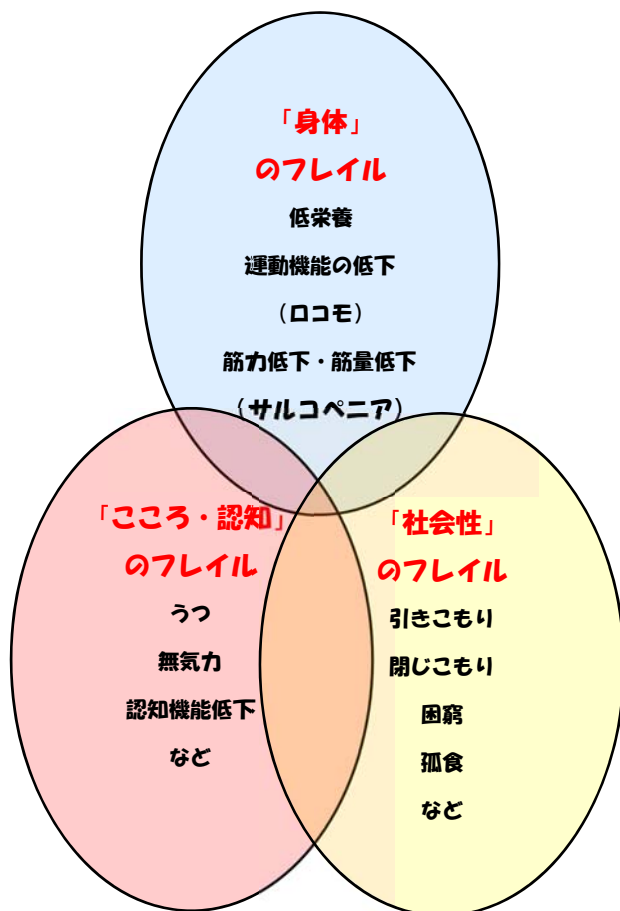 「身体」
のフレイル
低栄養
運動機能の低下
(ロコモ)
筋力低下・筋量低下
(サルコペニア)
「こころ・認知」
のフレイル
うつ
無気力
認知機能低下
など
「社会性」
のフレイル
引きこもり
閉じこもり
困窮
孤食
など